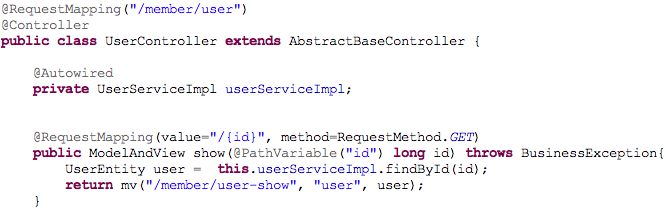 @RequestMapping("/member/user")
@Controller
public class UserController extends AbstractBaseController {
@Autowired
private UserServiceImpl userServiceImpl;
@RequestMapping(value="/{id}", method=RequestMethod.GET)
public ModelAndView show(@PathVariable("id") long id) throws BusinessException{
UserEntity user =  this.userServiceImpl.findById(id);
return mv("/member/user-show", "user", user);
}